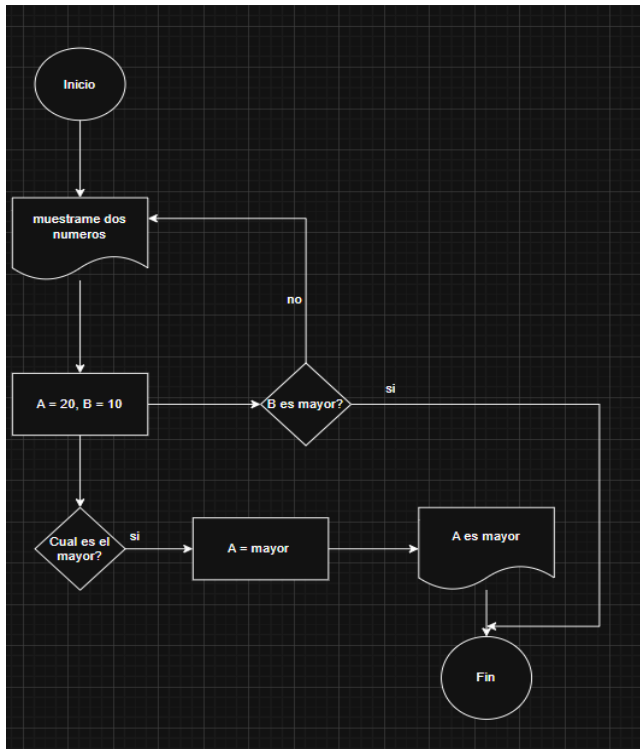 Inicio
muestrame dos
numeros
no
si
A = 20, B = 10
B es mayor?
Cual es el
mayor?
si
A = mayor
A es mayor
Fin